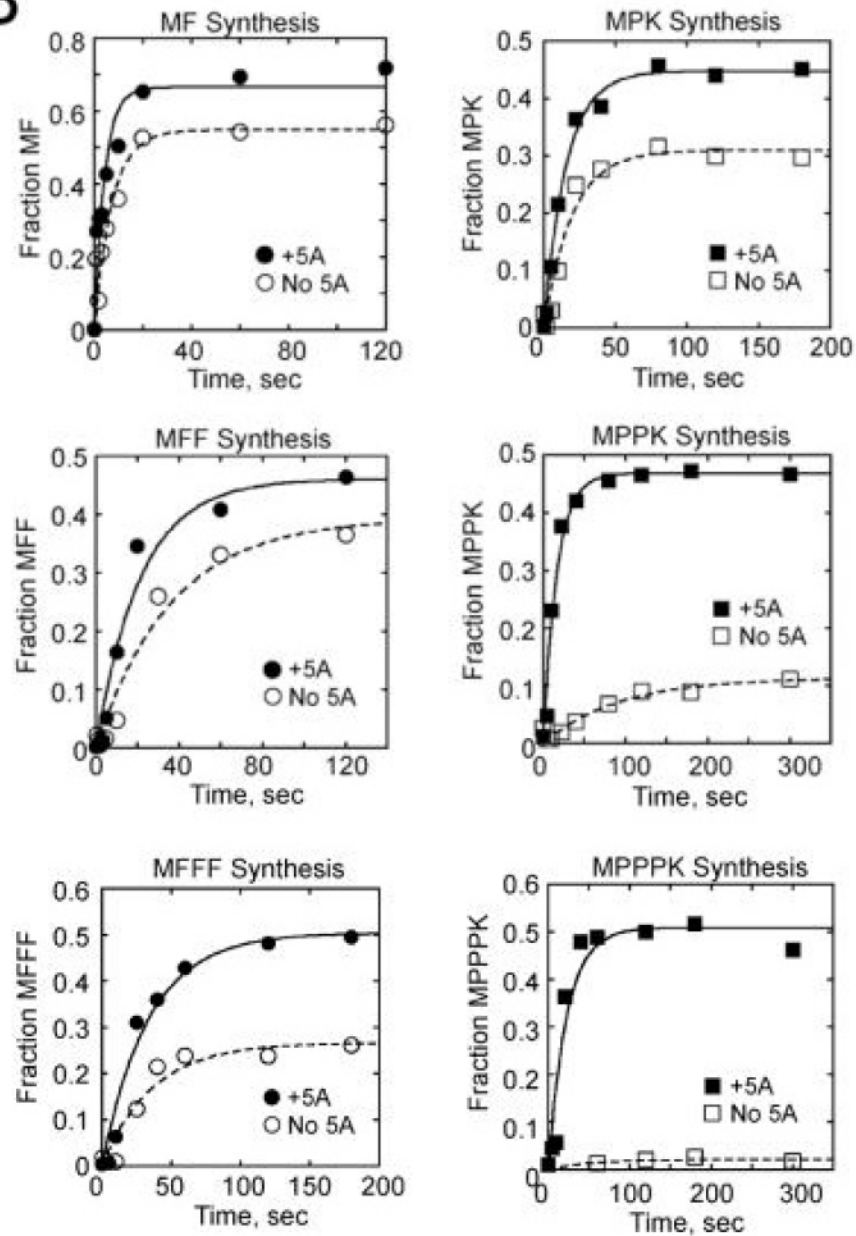 MF Synthesis
Fraction MF
0.8
0.6
0.4
0.2
0
+5A
No 5A
0 40 80 120
Time, sec
MPK Synthesis
Fraction MPK
0.5
0.4
0.3
0.2
0.1
0
+5A
No 5A
0 50 100 150 200
Time, sec
MFF Synthesis
Fraction MFF
0.5
0.4
0.3
0.2
0.1
0
+5A
No 5A
0 40 80 120
Time, sec
MPPK Synthesis
Fraction MPPK
0.5
0.4
0.3
0.2
0.1
0
+5A
No 5A
0 100 200 300
Time, sec
MFFF Synthesis
Fraction MFFF
0.6
0.5
0.4
0.3
0.2
0.1
0
+5A
No 5A
0 50 100 150 200
Time, sec
MPPPK Synthesis
Fraction MPPPK
0.6
0.5
0.4
0.3
0.2
0.1
0
+5A
No 5A
0 100 200 300
Time, sec